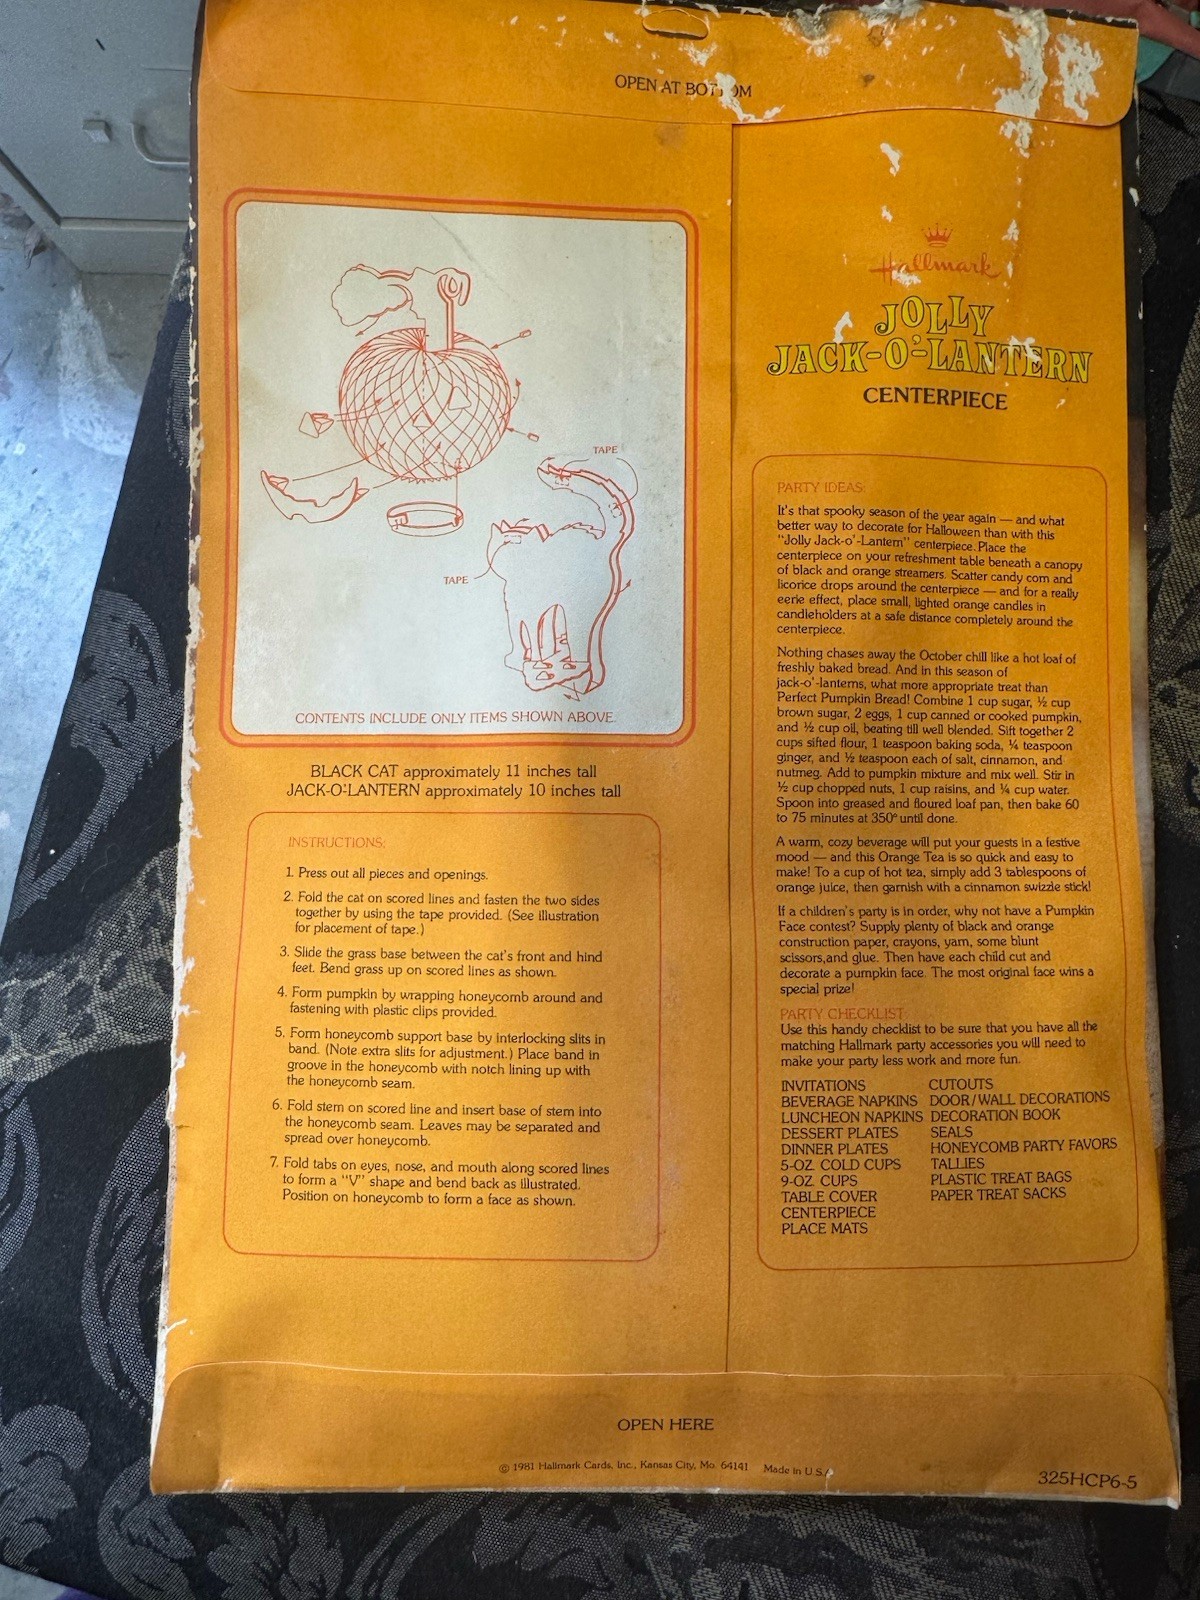 OPEN AT BOTTOM
TAPE
TAPE
CONTENTS INCLUDE ONLY ITEMS SHOWN ABOVE.
BLACK CAT approximately 11 inches tall
JACK-O'-LANTERN approximately 10 inches tall
INSTRUCTIONS:
1. Press out all pieces and openings.
2. Fold the cat on scored lines and fasten the two sides
together by using the tape provided. (See illustration
for placement of tape.)
3. Slide the grass base between the cat's front and hind
feet. Bend grass up on scored lines as shown.
4. Form pumpkin by wrapping honeycomb around and
fastening with plastic clips provided.
5. Form honeycomb support base by interlocking slits in
band. (Note extra slits for adjustment.) Place band in
groove in the honeycomb with notch lining up with
the honeycomb seam.
6. Fold stem on scored line and insert base of stem into
the honeycomb seam. Leaves may be separated and
spread over honeycomb.
7. Fold tabs on eyes, nose, and mouth along scored lines
to form a "V" shape and bend back as illustrated.
Position on honeycomb to form a face as shown.
Hallmark
JOLLY
JACK-O'-LANTERN
CENTERPIECE
PARTY IDEAS:
It's that spooky season of the year again — and what
better way to decorate for Halloween than with this
"Jolly Jack-o'-Lantern" centerpiece. Place the
centerpiece on your refreshment table beneath a canopy
of black and orange streamers. Scatter candy corn and
licorice drops around the centerpiece — and for a really
eerie effect, place small, lighted orange candles in
candleholders at a safe distance completely around the
centerpiece.
Nothing chases away the October chill like a hot loaf of
freshly baked bread. And in this season of
jack-o'-lanterns, what more appropriate treat than
Perfect Pumpkin Bread! Combine 1 cup sugar, ½ cup
brown sugar, 2 eggs, 1 cup canned or cooked pumpkin,
and ½ cup oil, beating till well blended. Sift together 2
cups sifted flour, 1 teaspoon baking soda, ¼ teaspoon
ginger, and ½ teaspoon each of salt, cinnamon, and
nutmeg. Add to pumpkin mixture and mix well. Stir in
½ cup chopped nuts, 1 cup raisins, and ¼ cup water.
Spoon into greased and floured loaf pan, then bake 60
to 75 minutes at 350° until done.
A warm, cozy beverage will put your guests in a festive
mood — and this Orange Tea is so quick and easy to
make! To a cup of hot tea, simply add 3 tablespoons of
orange juice, then garnish with a cinnamon swizzle stick!
If a children's party is in order, why not have a Pumpkin
Face contest? Supply plenty of black and orange
construction paper, crayons, yarn, some blunt
scissors,and glue. Then have each child cut and
decorate a pumpkin face. The most original face wins a
special prize!
PARTY CHECKLIST:
Use this handy checklist to be sure that you have all the
matching Hallmark party accessories you will need to
make your party less work and more fun.
INVITATIONS
BEVERAGE NAPKINS
LUNCHEON NAPKINS
DESSERT PLATES
DINNER PLATES
5-OZ. COLD CUPS
9-OZ. CUPS
TABLE COVER
CENTERPIECE
PLACE MATS
CUTOUTS
DOOR/WALL DECORATIONS
DECORATION BOOK
SEALS
HONEYCOMB PARTY FAVORS
TALLIES
PLASTIC TREAT BAGS
PAPER TREAT SACKS
OPEN HERE
© 1981 Hallmark Cards, Inc., Kansas City, Mo. 64141 Made in U.S.A.
325HCP6-5